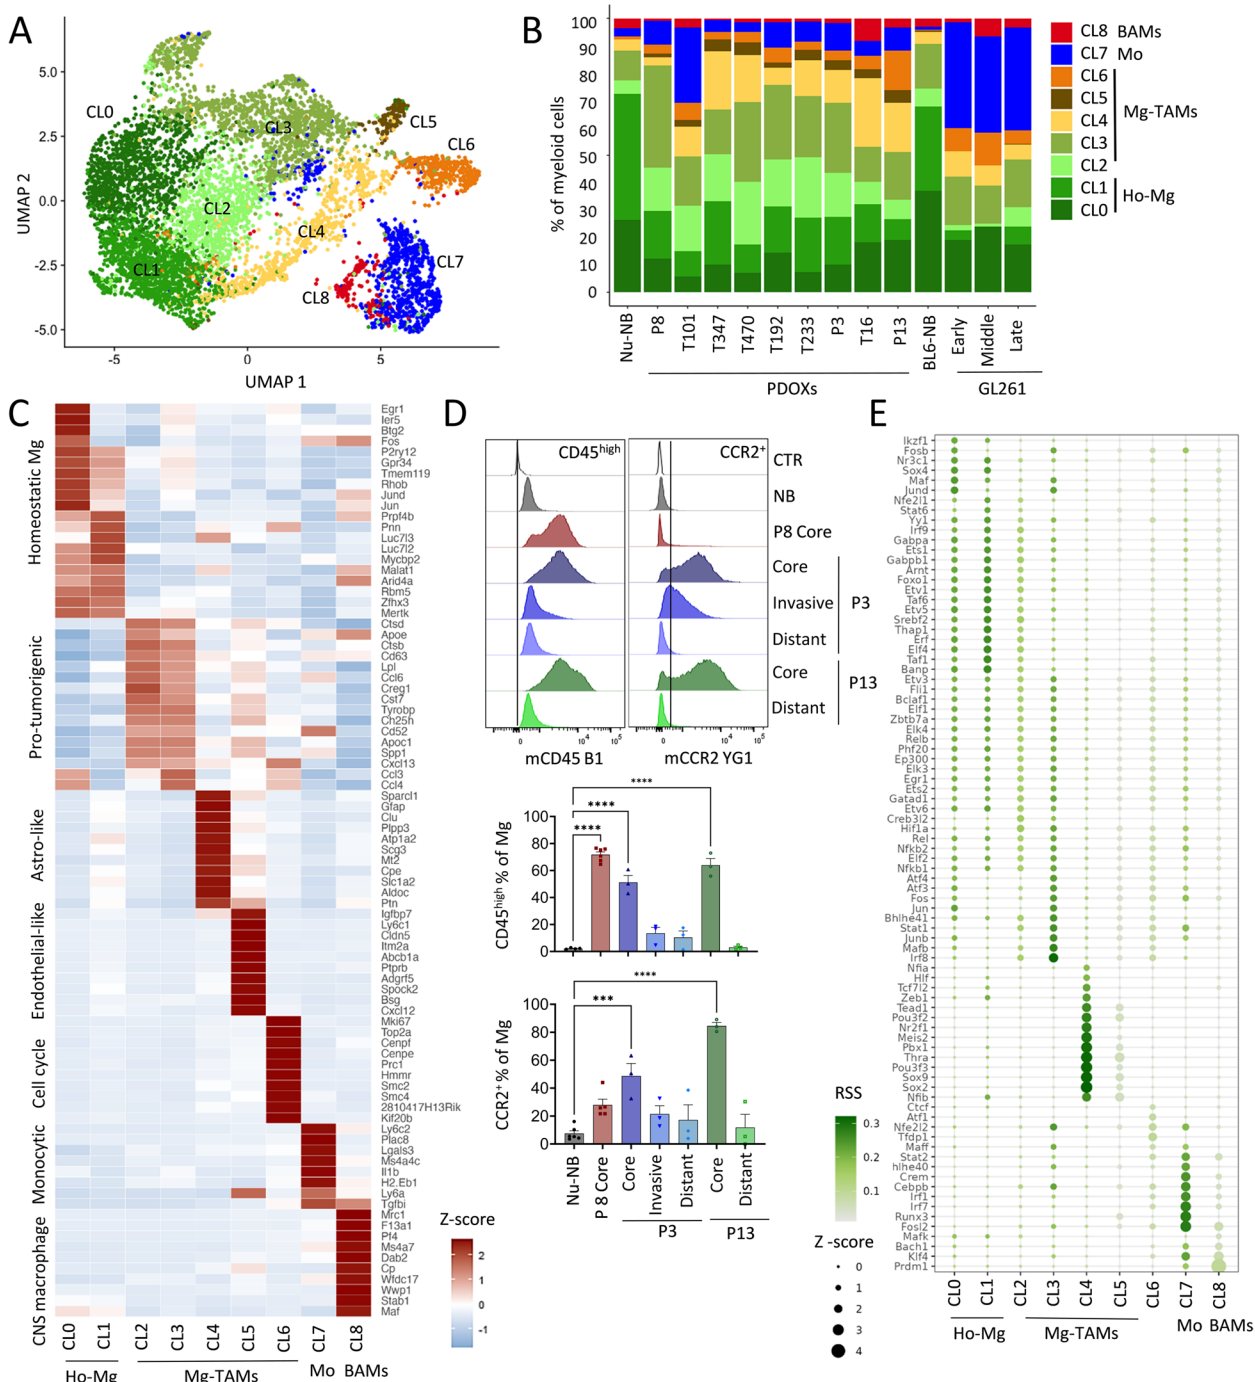 A
UMAP 2
5.0
2.5
0.0
-2.5
-5.0
-5
0
5
UMAP 1
CL0
CL3
CL5
CL6
CL2
CL4
CL1
CL7
CL8
B
% of myeloid cells
100
90
80
70
60
50
40
30
20
10
0
Nu-NB
P8
T101
T347
T470
T192
T233
P3
T16
P13
BL6-NB
Early
Middle
Late
PDOXs
GL261
CL8 BAMs
CL7 Mo
CL6
CL5
CL4
CL3
CL2
CL1
CL0
Mg-TAMs
Ho-Mg
C
Homeostatic Mg
Pro-tumorigenic
Astro-like
Endothelial-like
Cell cycle
Monocytic
CNS macrophage
Egr1
Ier5
Btg2
Fos
P2ry12
Gpr34
Tmem119
Rhob
Jund
Jun
Prpf4b
Pnn
Luc7l3
Luc7l2
Mycbp2
Malat1
Arid4a
Rbm5
Zfhx3
Mertk
Ctsd
Apoe
Ctsb
Cd63
Lpl
Ccl6
Creg1
Cst7
Tyrobp
Ch25h
Cd52
Apoc1
Spp1
Cxcl13
Ccl3
Ccl4
Sparcl1
Gfap
Clu
Plpp3
Atp1a2
Scg3
Mt2
Cpe
Slc1a2
Aldoc
Ptn
Igfbp7
Ly6c1
Cldn5
Itm2a
Abcb1a
Ptprb
Adgrf5
Spock2
Bsg
Cxcl12
Mki67
Top2a
Cenpf
Cenpe
Prc1
Hmmr
Smc2
Smc4
2810417H13Rik
Kif20b
Ly6c2
Plac8
Lgals3
Ms4a4c
Il1b
H2.Eb1
Ly6a
Tgfbi
Mrc1
F13a1
Pf4
Ms4a7
Dab2
Cp
Wfdc17
Wwp1
Stab1
Maf
CL0
CL1
CL2
CL3
CL4
CL5
CL6
CL7
CL8
Ho-Mg
Mg-TAMs
Mo
BAMs
Z-score
2
1
0
-1
D
CD45high
CCR2+
CTR
NB
P8 Core
Core
Invasive
Distant
P3
Core
Distant
P13
0
10⁴
10⁵
0
10⁴
10⁵
mCD45 B1
mCCR2 YG1
CD45high % of Mg
100
80
60
40
20
0
****
****
****
CCR2+ % of Mg
100
80
60
40
20
0
****
***
Nu-NB
P 8 Core
Core
Invasive
Distant
Core
Distant
P3
P13
E
Ikzf1
Fosb
Nr3c1
Sox4
Maf
Jund
Nfe2l1
Stat6
Yy1
Irf9
Gabpa
Ets1
Gabpb1
Arnt
Foxo1
Etv1
Taf6
Etv5
Srebf2
Thap1
Erf
Elf4
Taf1
Banp
Etv3
Fli1
Bclaf1
Elf1
Zbtb7a
Elk4
Relb
Phf20
Ep300
Elk3
Egr1
Ets2
Gatad1
Etv6
Creb3l2
Hif1a
Rel
Nfkb2
Elf2
Nfkb1
Atf4
Atf3
Fos
Jun
Bhlhe41
Stat1
Junb
Mafb
Irf8
Nfia
Hlf
Tcf7l2
Zeb1
Tead1
Pou3f2
Nr2f1
Meis2
Pbx1
Thra
Pou3f3
Sox9
Sox2
Nfib
Ctcf
Atf1
Nfe2l2
Tfdp1
Maff
Stat2
hlhe40
Crem
Cebpb
Irf1
Irf7
Runx3
Fosl2
Mafk
Bach1
Klf4
Prdm1
CL0
CL1
CL2
CL3
CL4
CL5
CL6
CL7
CL8
Ho-Mg
Mg-TAMs
Mo BAMs
RSS
0.3
0.2
0.1
Z -score
0
1
2
3
4